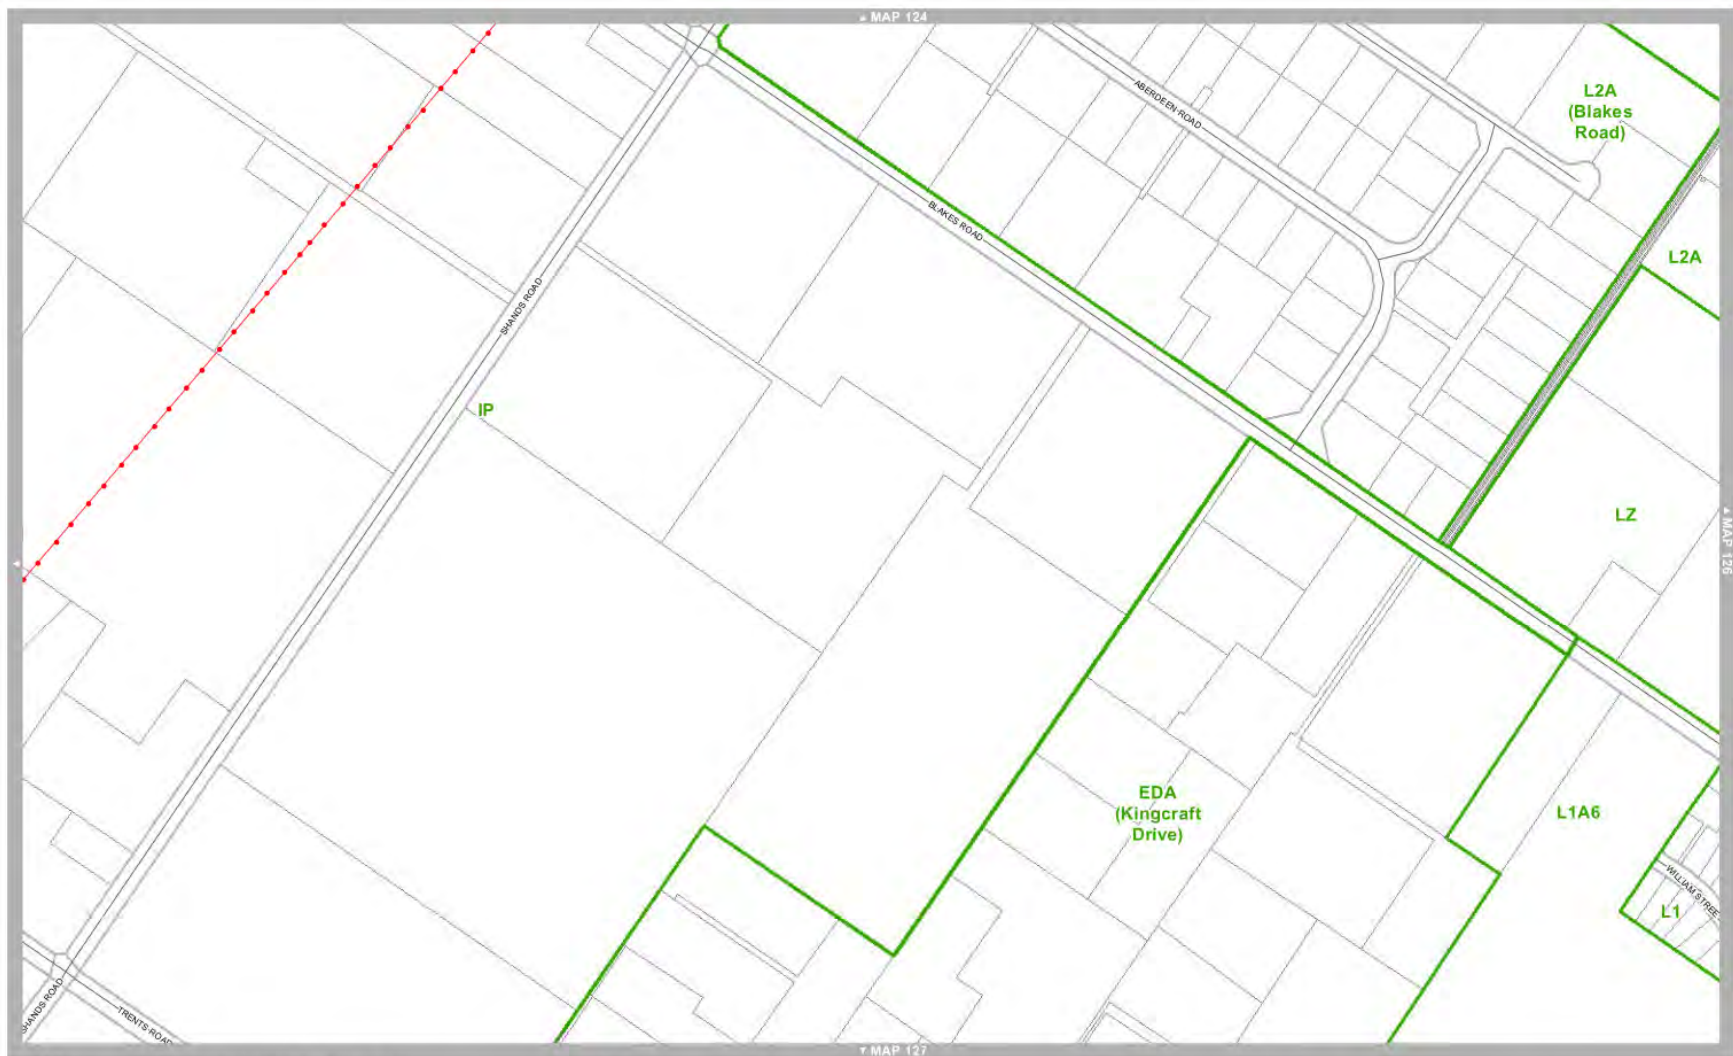 ▲ MAP 124
ABERDEEN ROAD
L2A
(Blakes
Road)
BLAKES ROAD
L2A
SHANDS ROAD
IP
LZ
▲ MAP 126
EDA
(Kingcraft
Drive)
L1A6
WILLIAM STREE
L1
SHANDS ROAD
TRENTS ROAD
▼ MAP 127